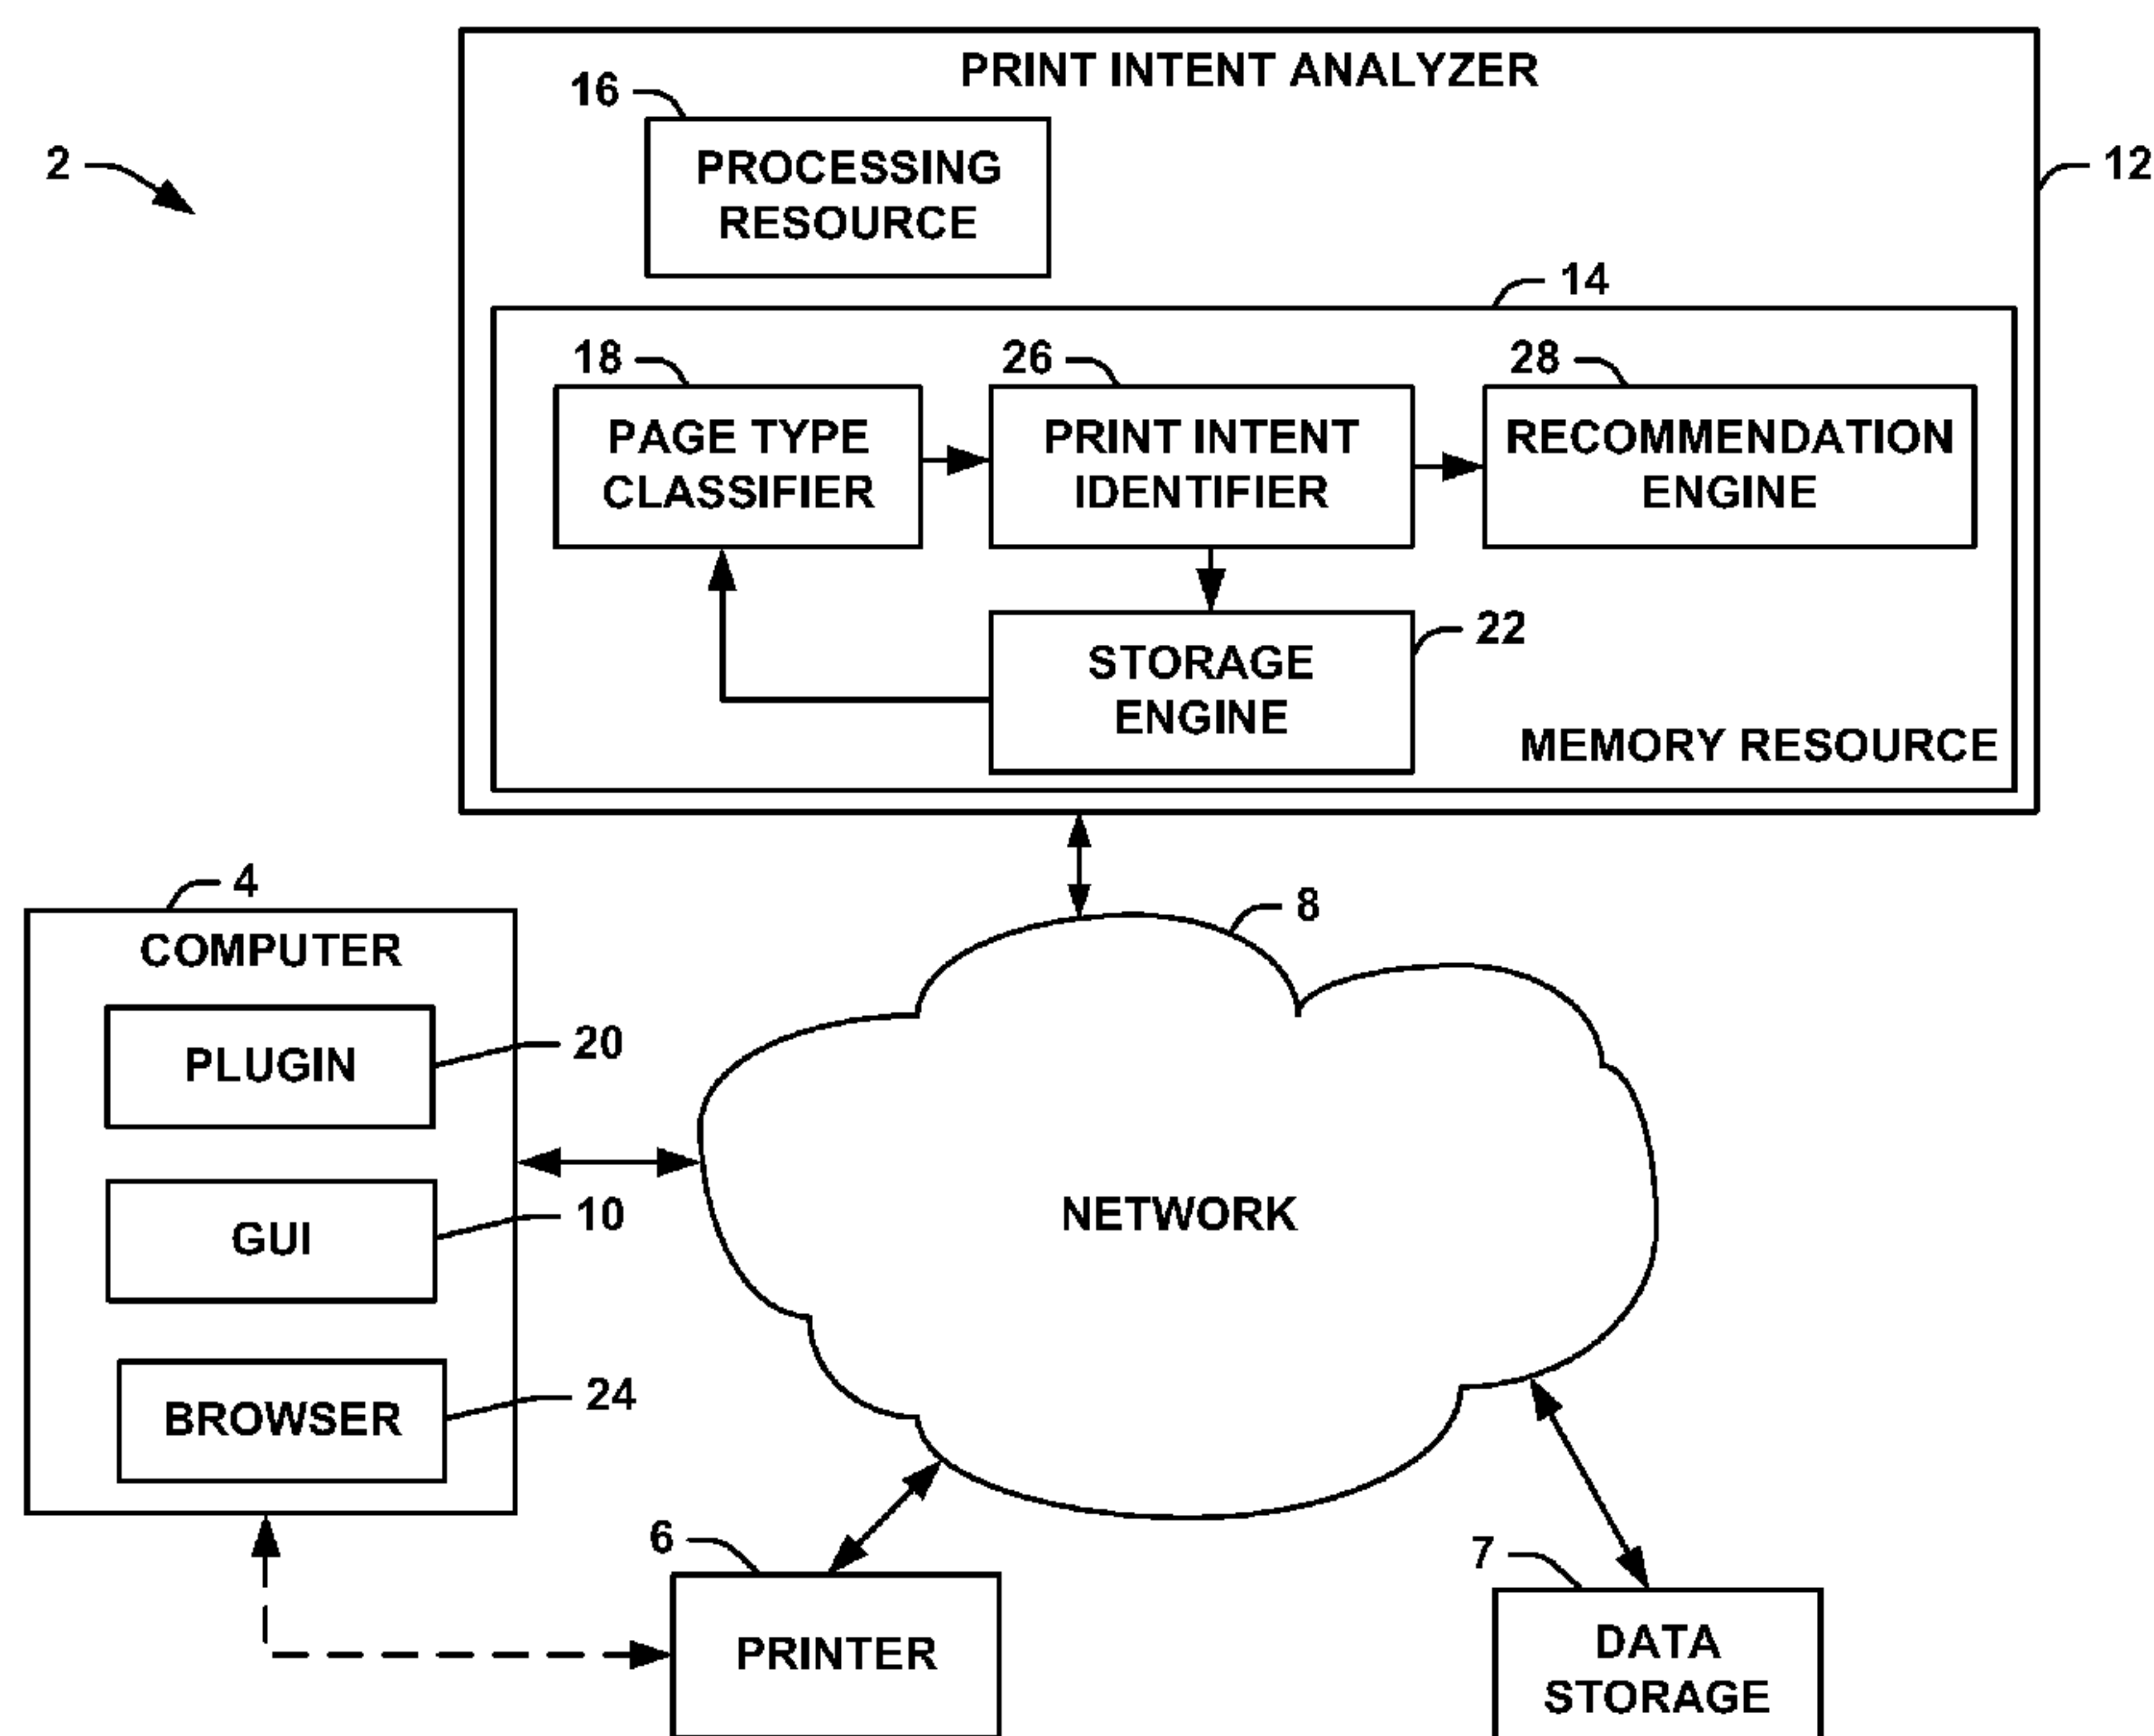 PRINT INTENT ANALYZER
16
PROCESSING
RESOURCE
2
12
14
18
26
28
PAGE TYPE
CLASSIFIER
PRINT INTENT
IDENTIFIER
RECOMMENDATION
ENGINE
22
STORAGE
ENGINE
MEMORY RESOURCE
4
8
COMPUTER
PLUGIN
20
GUI
10
NETWORK
BROWSER
24
6
PRINTER
7
DATA
STORAGE